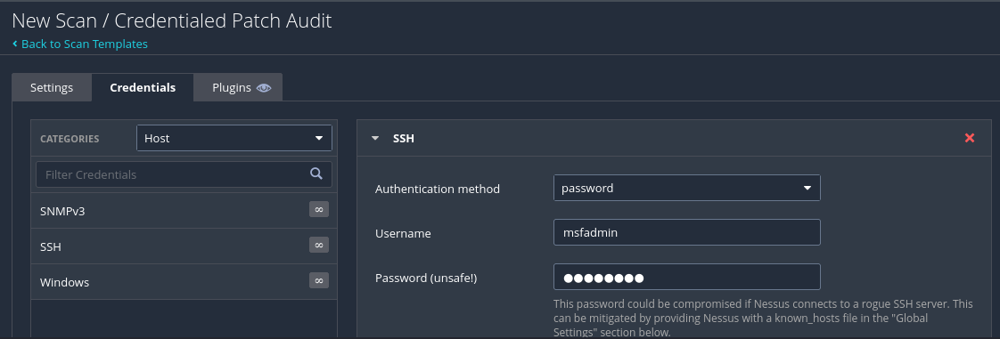 New Scan / Credentialed Patch Audit
Back to Scan Templates
Settings
Credentials
Plugins
CATEGORIES
Host
Filter Credentials
SNMPv3 ∞
SSH ∞
Windows ∞
SSH
Authentication method
password
Username
msfadmin
Password (unsafe!)
●●●●●●●●
This password could be compromised if Nessus connects to a rogue SSH server. This
can be mitigated by providing Nessus with a known_hosts file in the "Global
Settings" section below.